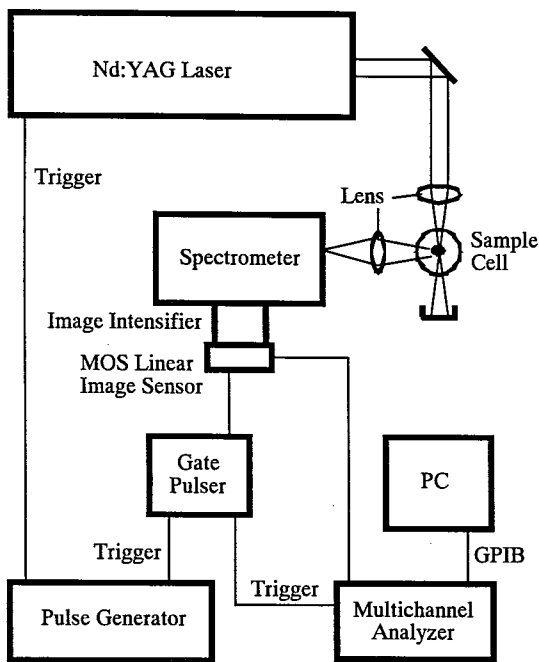 Nd:YAG Laser
Trigger
Lens
Sample
Cell
Spectrometer
Image Intensifier
MOS Linear
Image Sensor
Gate
Pulser
PC
Trigger
GPIB
Trigger
Pulse Generator
Multichannel
Analyzer